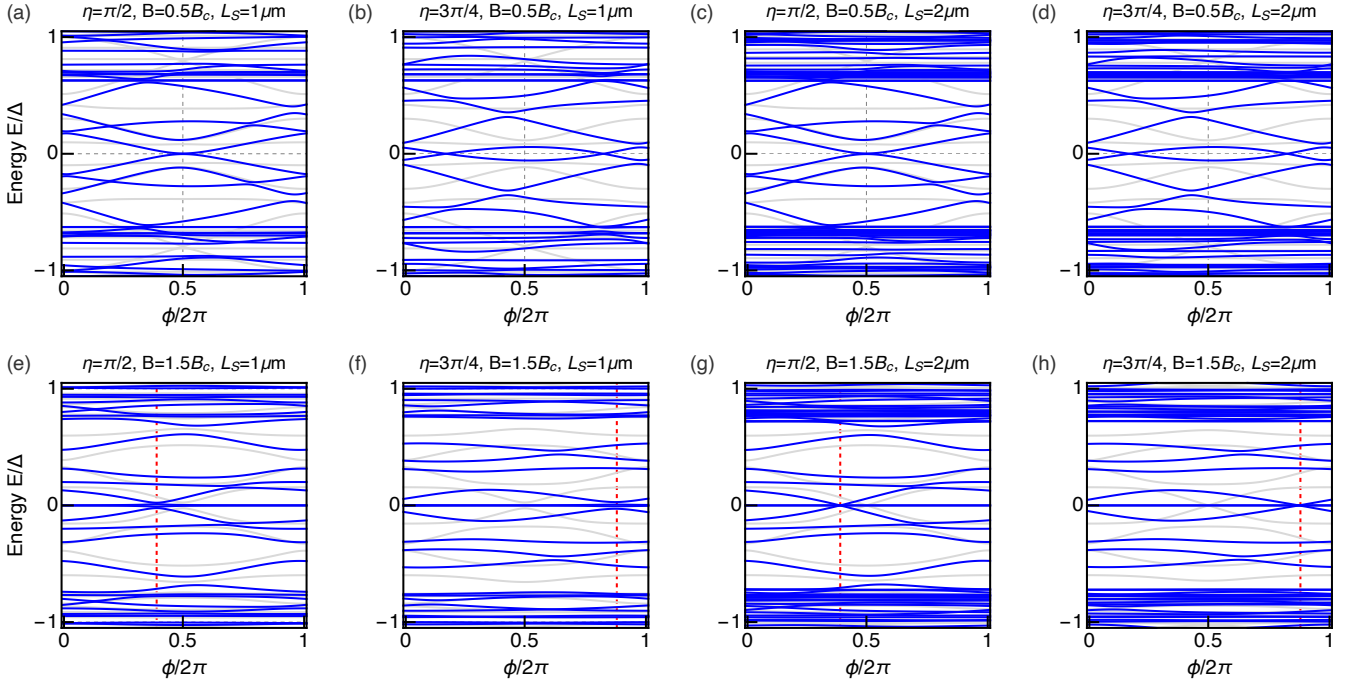 (a) η=π/2, B=0.5B_c, L_S=1μm
(b) η=3π/4, B=0.5B_c, L_S=1μm
(c) η=π/2, B=0.5B_c, L_S=2μm
(d) η=3π/4, B=0.5B_c, L_S=2μm
Energy E/Δ
1
0
−1
0 0.5 1
ϕ/2π
1
0
−1
0 0.5 1
ϕ/2π
1
0
−1
0 0.5 1
ϕ/2π
1
0
−1
0 0.5 1
ϕ/2π
(e) η=π/2, B=1.5B_c, L_S=1μm
(f) η=3π/4, B=1.5B_c, L_S=1μm
(g) η=π/2, B=1.5B_c, L_S=2μm
(h) η=3π/4, B=1.5B_c, L_S=2μm
Energy E/Δ
1
0
−1
0 0.5 1
ϕ/2π
1
0
−1
0 0.5 1
ϕ/2π
1
0
−1
0 0.5 1
ϕ/2π
1
0
−1
0 0.5 1
ϕ/2π